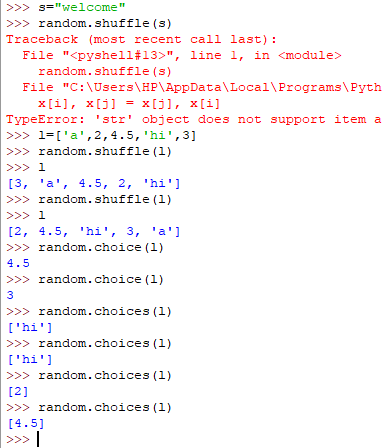 >>> s="welcome"
>>> random.shuffle(s)
Traceback (most recent call last):
  File "<pyshell#13>", line 1, in <module>
    random.shuffle(s)
  File "C:\Users\HP\AppData\Local\Programs\Pyth
    x[i], x[j] = x[j], x[i]
TypeError: 'str' object does not support item a
>>> l=['a',2,4.5,'hi',3]
>>> random.shuffle(l)
>>> l
[3, 'a', 4.5, 2, 'hi']
>>> random.shuffle(l)
>>> l
[2, 4.5, 'hi', 3, 'a']
>>> random.choice(l)
4.5
>>> random.choice(l)
3
>>> random.choices(l)
['hi']
>>> random.choices(l)
['hi']
>>> random.choices(l)
[2]
>>> random.choices(l)
[4.5]
>>>